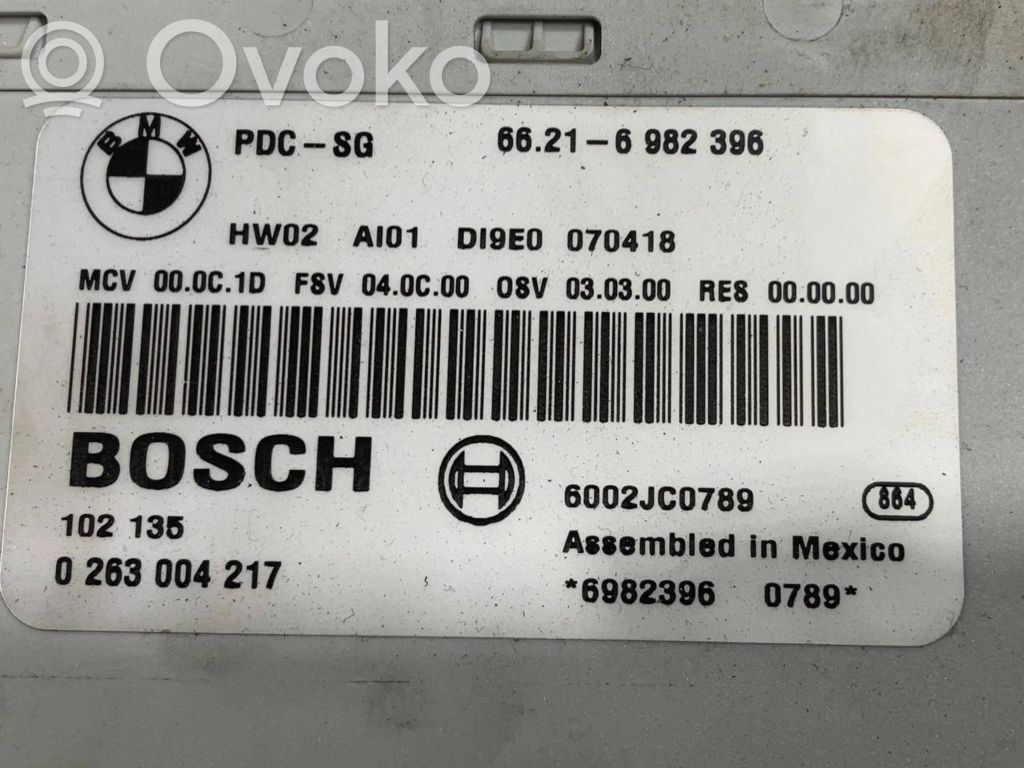 Ovoko
BMW PDC-SG 66.21-6 982 396
HW02 AI01 DI9E0 070418
MCV 00.0C.1D FSV 04.0C.00 OSV 03.03.00 RES 00.00.00
BOSCH
6002JC0789 864
102 135
Assembled in Mexico
0 263 004 217
*6982396 0789*